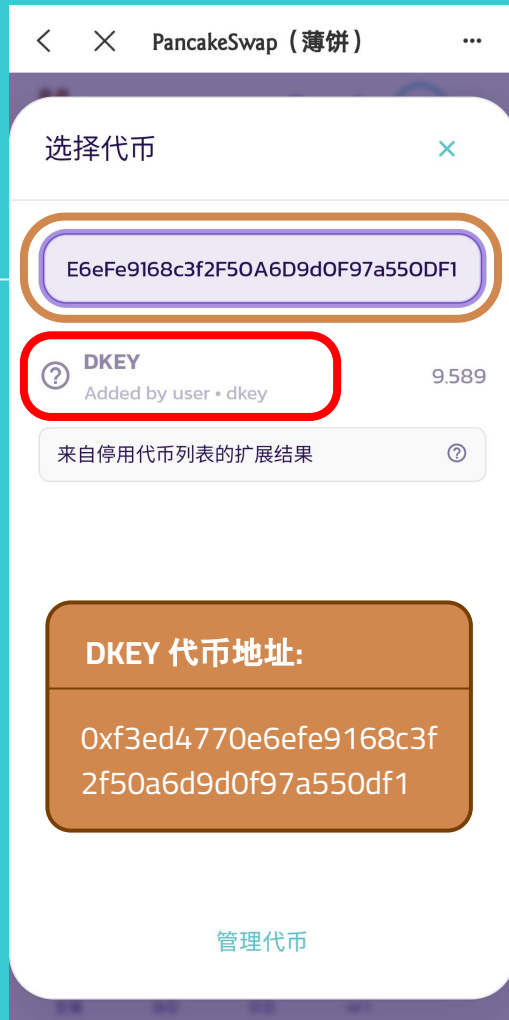 PancakeSwap（薄饼）
选择代币
E6eFe9168c3f2F50A6D9d0F97a550DF1
DKEY
Added by user • dkey
9.589
来自停用代币列表的扩展结果
DKEY 代币地址:
0xf3ed4770e6efe9168c3f
2f50a6d9d0f97a550df1
管理代币